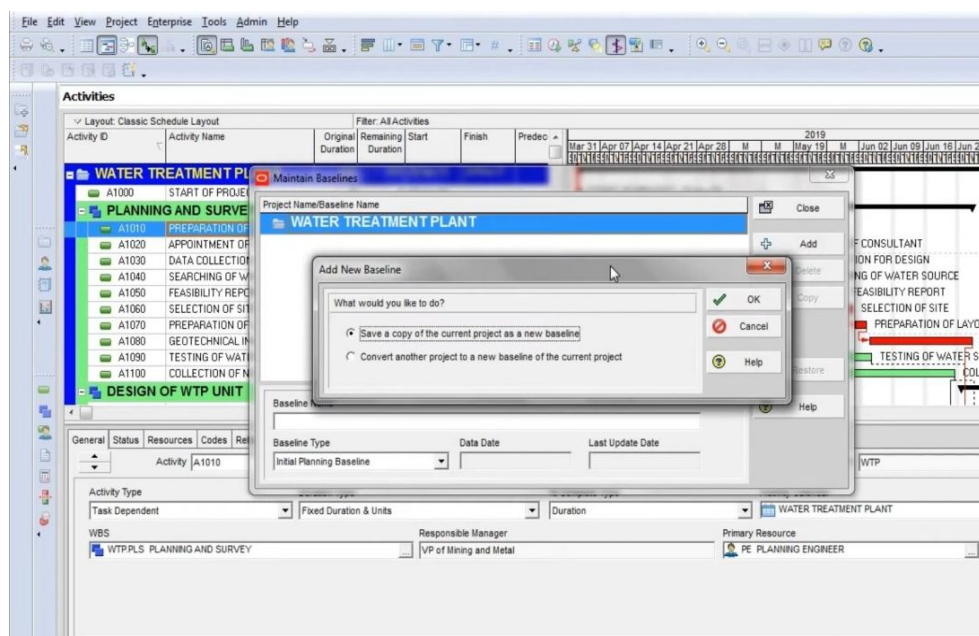 File Edit View Project Enterprise Tools Admin Help
Activities
Layout: Classic Schedule Layout Filter: All Activities
Activity ID Activity Name Original Duration Remaining Duration Start Finish Predec 2019
Mar 31 Apr 07 Apr 14 Apr 21 Apr 28 M M May 19 M Jun 02 Jun 09 Jun 16 Jun 2
WATER TREATMENT PL
A1000 START OF PROJE
PLANNING AND SURVE
A1010 PREPARATION OF
A1020 APPOINTMENT OF
A1030 DATA COLLECTION
A1040 SEARCHING OF W
A1050 FEASIBILITY REPO
A1060 SELECTION OF SIT
A1070 PREPARATION OF
A1080 GEOTECHNICAL IN
A1090 TESTING OF WATE
A1100 COLLECTION OF N
DESIGN OF WTP UNIT
F CONSULTANT
ION FOR DESIGN
NG OF WATER SOURCE
FEASIBILITY REPORT
SELECTION OF SITE
PREPARATION OF LAYO
TESTING OF WATER S
COL
Maintain Baselines
Project Name/Baseline Name
WATER TREATMENT PLANT
Close
Add
Delete
Copy
Restore
Help
Add New Baseline
What would you like to do?
Save a copy of the current project as a new baseline
Convert another project to a new baseline of the current project
OK
Cancel
Help
Baseline Name
Baseline Type Data Date Last Update Date
Initial Planning Baseline
General Status Resources Codes Rel
Activity A1010 WTP
Activity Type
Task Dependent Fixed Duration & Units Duration WATER TREATMENT PLANT
WBS Responsible Manager Primary Resource
WTP.PLS PLANNING AND SURVEY VP of Mining and Metal PE PLANNING ENGINEER